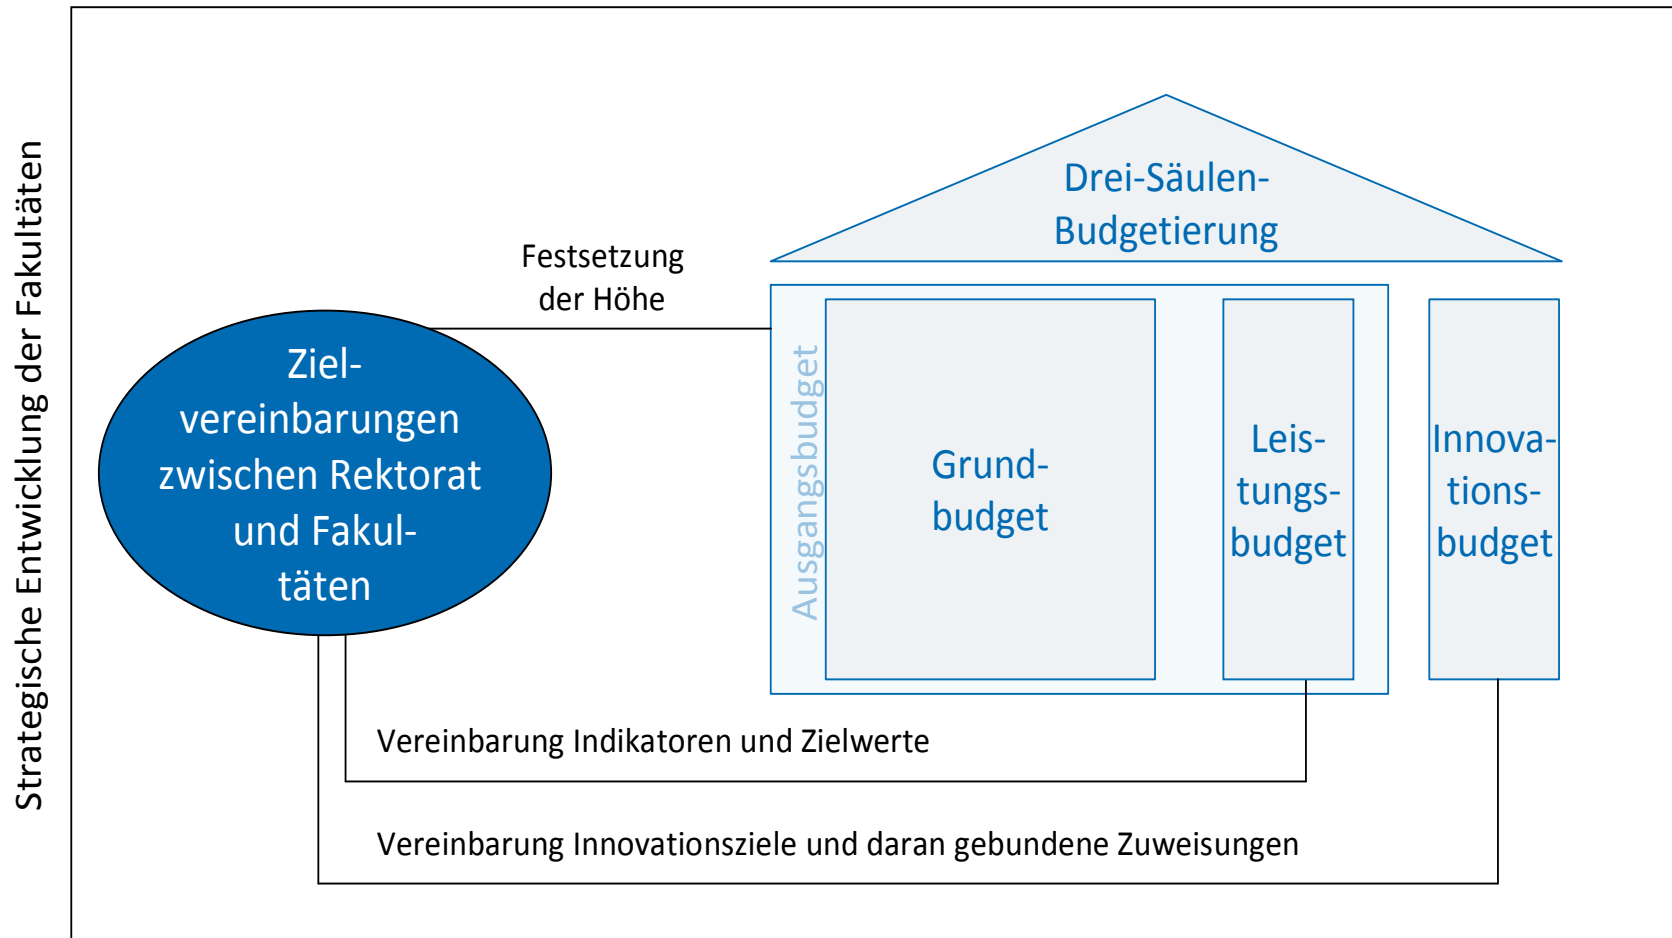 Strategische Entwicklung der Fakultäten
Drei-Säulen-
Budgetierung
Festsetzung
der Höhe
Ziel-
vereinbarungen
zwischen Rektorat
und Fakul-
täten
Ausgangsbudget
Grund-
budget
Leis-
tungs-
budget
Innova-
tions-
budget
Vereinbarung Indikatoren und Zielwerte
Vereinbarung Innovationsziele und daran gebundene Zuweisungen